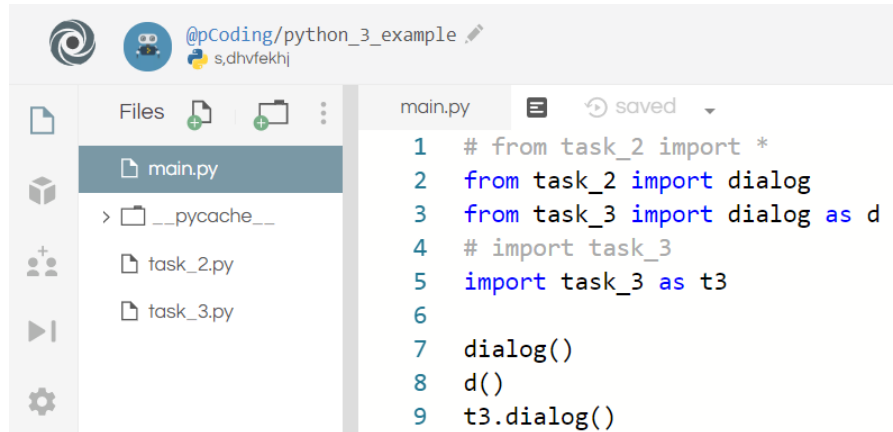 @pCoding/python_3_example
s,dhvfekhj
Files
main.py
__pycache__
task_2.py
task_3.py
main.py saved
1 # from task_2 import *
2 from task_2 import dialog
3 from task_3 import dialog as d
4 # import task_3
5 import task_3 as t3
6
7 dialog()
8 d()
9 t3.dialog()